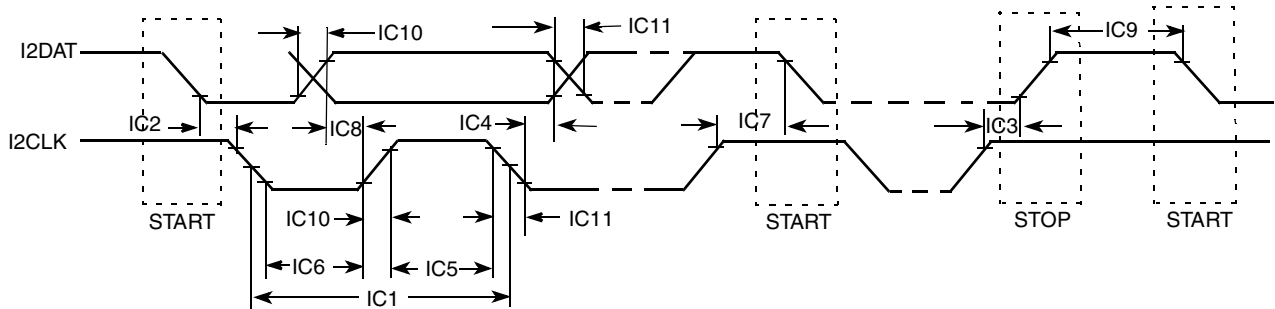 IC10
IC11
IC9
I2DAT
IC2
IC8
IC4
IC7
IC3
I2CLK
START
IC10
IC11
START
STOP
START
IC6
IC5
IC1